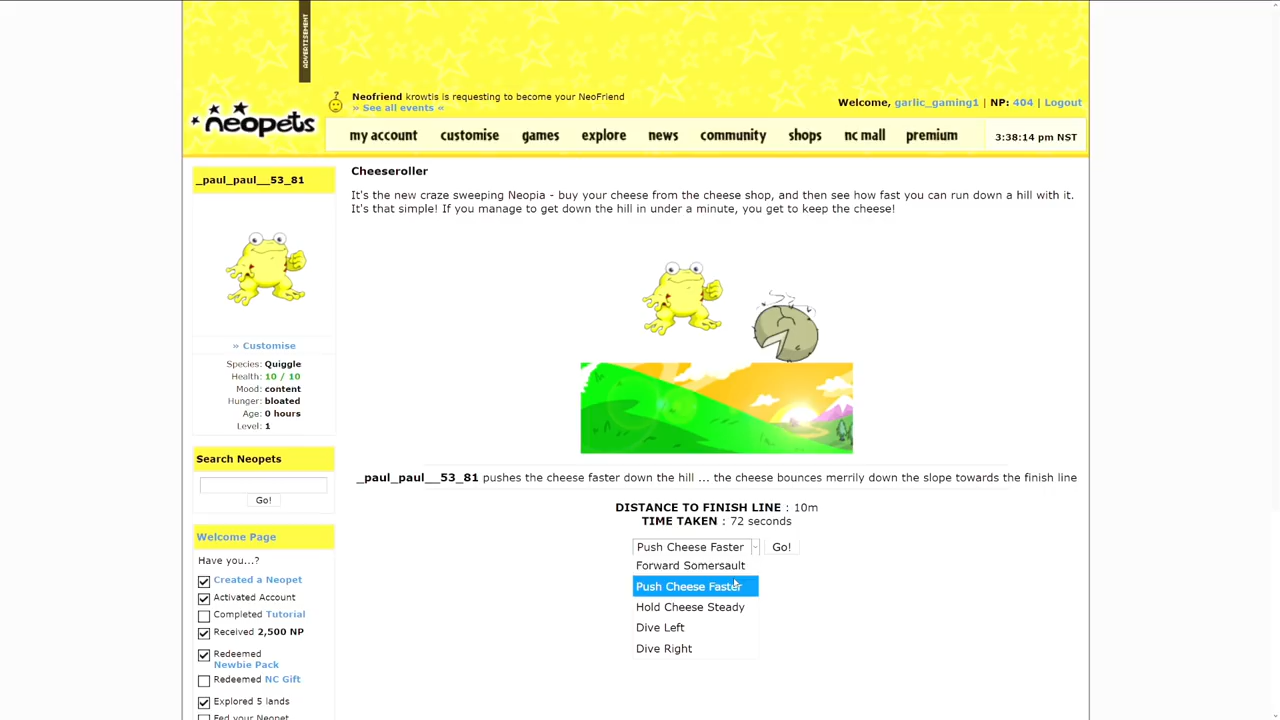 ADVERTISEMENT
Neofriend krowtis is requesting to become your NeoFriend
» See all events «
Welcome, garlic_gaming1 | NP: 404 | Logout
neopets
my account customise games explore news community shops nc mall premium 3:38:14 pm NST
_paul_paul__53_81
» Customise
Species: Quiggle
Health: 10 / 10
Mood: content
Hunger: bloated
Age: 0 hours
Level: 1
Search Neopets
Go!
Welcome Page
Have you...?
Created a Neopet
Activated Account
Completed Tutorial
Received 2,500 NP
Redeemed
Newbie Pack
Redeemed NC Gift
Explored 5 lands
Fed your Neopet
Cheeseroller
It's the new craze sweeping Neopia - buy your cheese from the cheese shop, and then see how fast you can run down a hill with it.
It's that simple! If you manage to get down the hill in under a minute, you get to keep the cheese!
_paul_paul__53_81 pushes the cheese faster down the hill ... the cheese bounces merrily down the slope towards the finish line
DISTANCE TO FINISH LINE : 10m
TIME TAKEN : 72 seconds
Push Cheese Faster Go!
Forward Somersault
Push Cheese Faster
Hold Cheese Steady
Dive Left
Dive Right